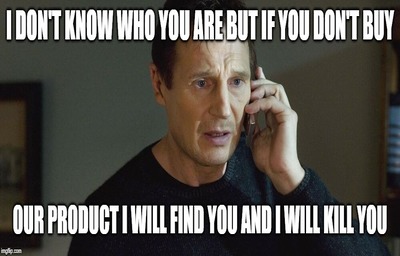 I DON'T KNOW WHO YOU ARE BUT IF YOU DON'T BUY
OUR PRODUCT I WILL FIND YOU AND I WILL KILL YOU
imgflip.com